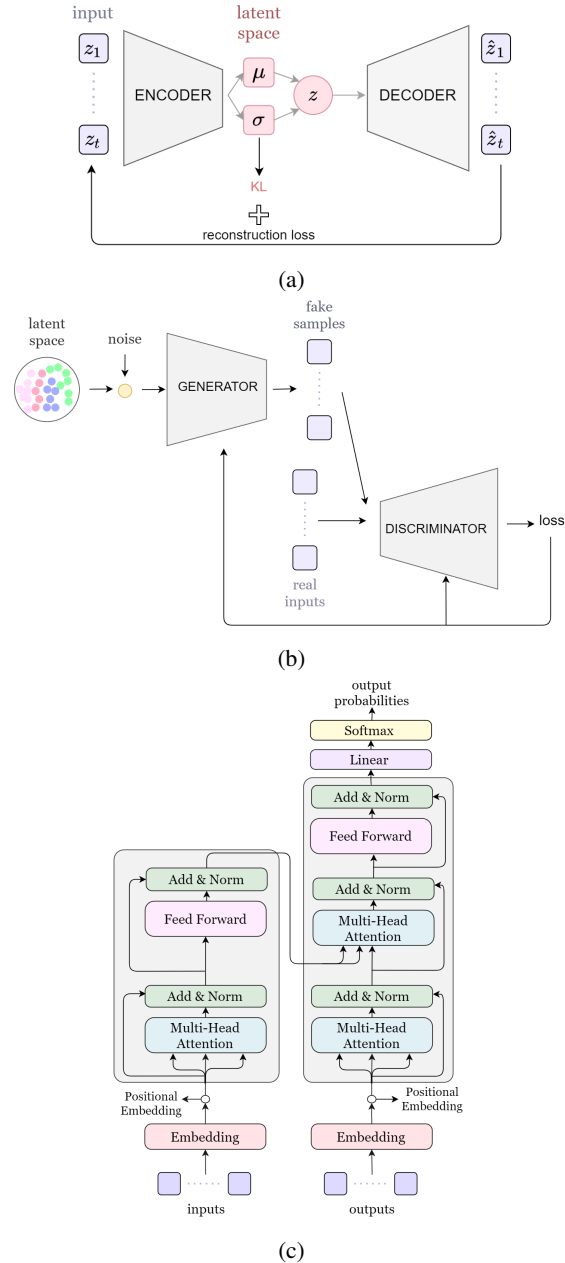 input
latent
space
z₁
μ
ẑ₁
ENCODER
z
DECODER
z_t
σ
ẑ_t
KL
reconstruction loss
(a)
fake
samples
latent
space
noise
GENERATOR
DISCRIMINATOR
loss
real
inputs
(b)
output
probabilities
Softmax
Linear
Add & Norm
Feed Forward
Add & Norm
Add & Norm
Feed Forward
Multi-Head
Attention
Add & Norm
Add & Norm
Multi-Head
Attention
Multi-Head
Attention
Positional
Embedding
Positional
Embedding
Embedding
Embedding
inputs
outputs
(c)